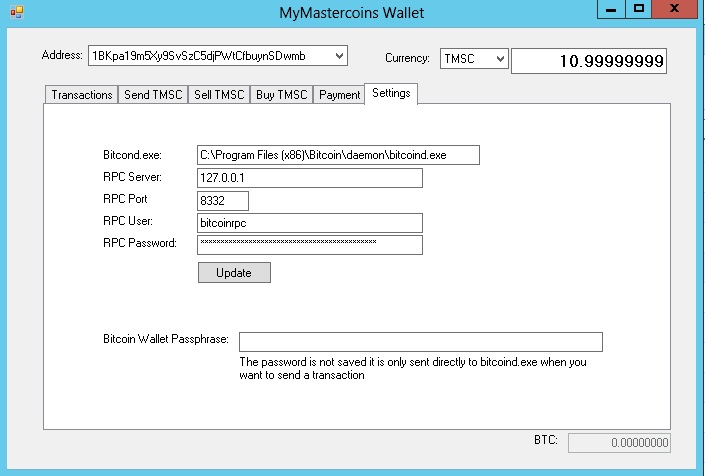 MyMastercoins Wallet
Address: 1BKpa19m5Xy9SvSzC5djPWtCfbuynSDwmb Currency: TMSC 10.99999999
Transactions Send TMSC Sell TMSC Buy TMSC Payment Settings
Bitcond.exe: C:\Program Files (x86)\Bitcoin\daemon\bitcoind.exe
RPC Server: 127.0.0.1
RPC Port 8332
RPC User: bitcoinrpc
RPC Password: ********************************************
Update
Bitcoin Wallet Passphrase:
The password is not saved it is only sent directly to bitcoind.exe when you
want to send a transaction
BTC: 0.00000000